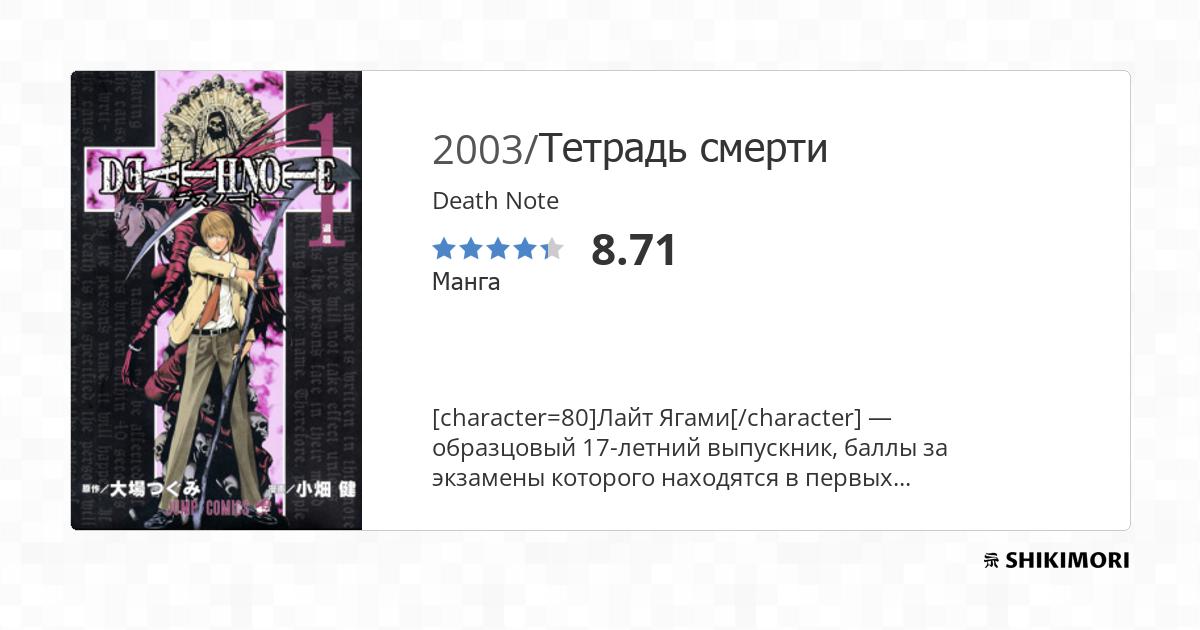 DEATH NOTE
デスノート
1
退屈
原作/大場つぐみ
漫画/小畑 健
JUMP COMICS
2003/Тетрадь смерти
Death Note
8.71
Манга
[character=80]Лайт Ягами[/character] —
образцовый 17-летний выпускник, баллы за
экзамены которого находятся в первых...
SHIKIMORI